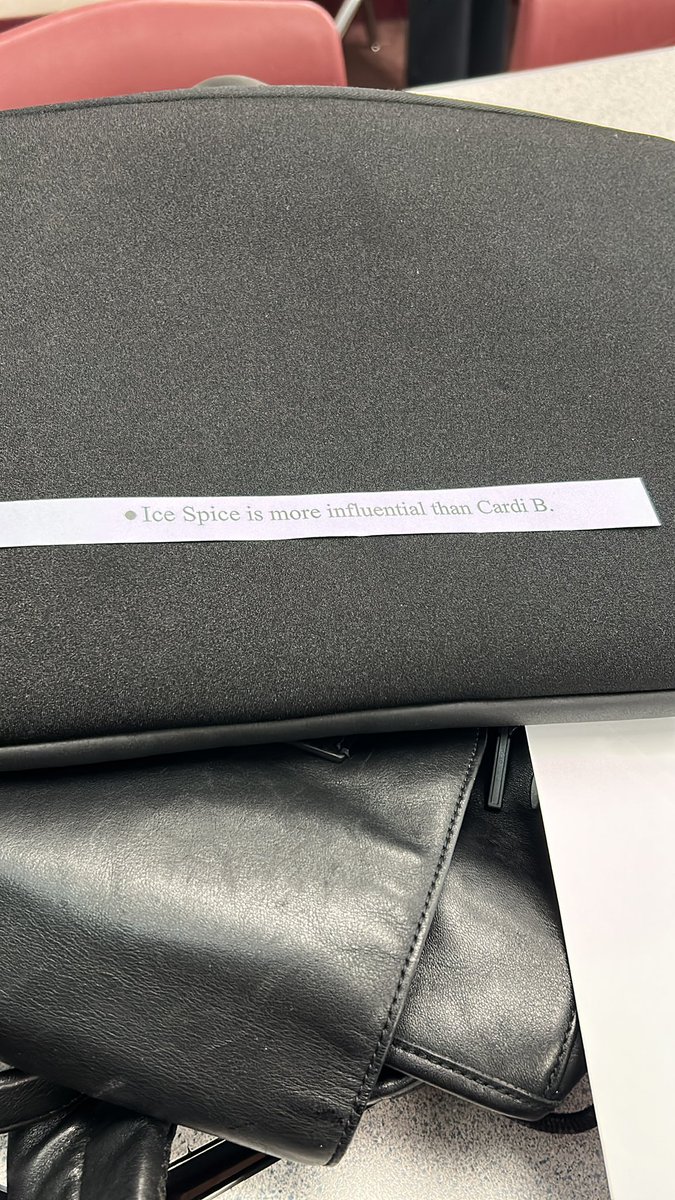 ● Ice Spice is more influential than Cardi B.